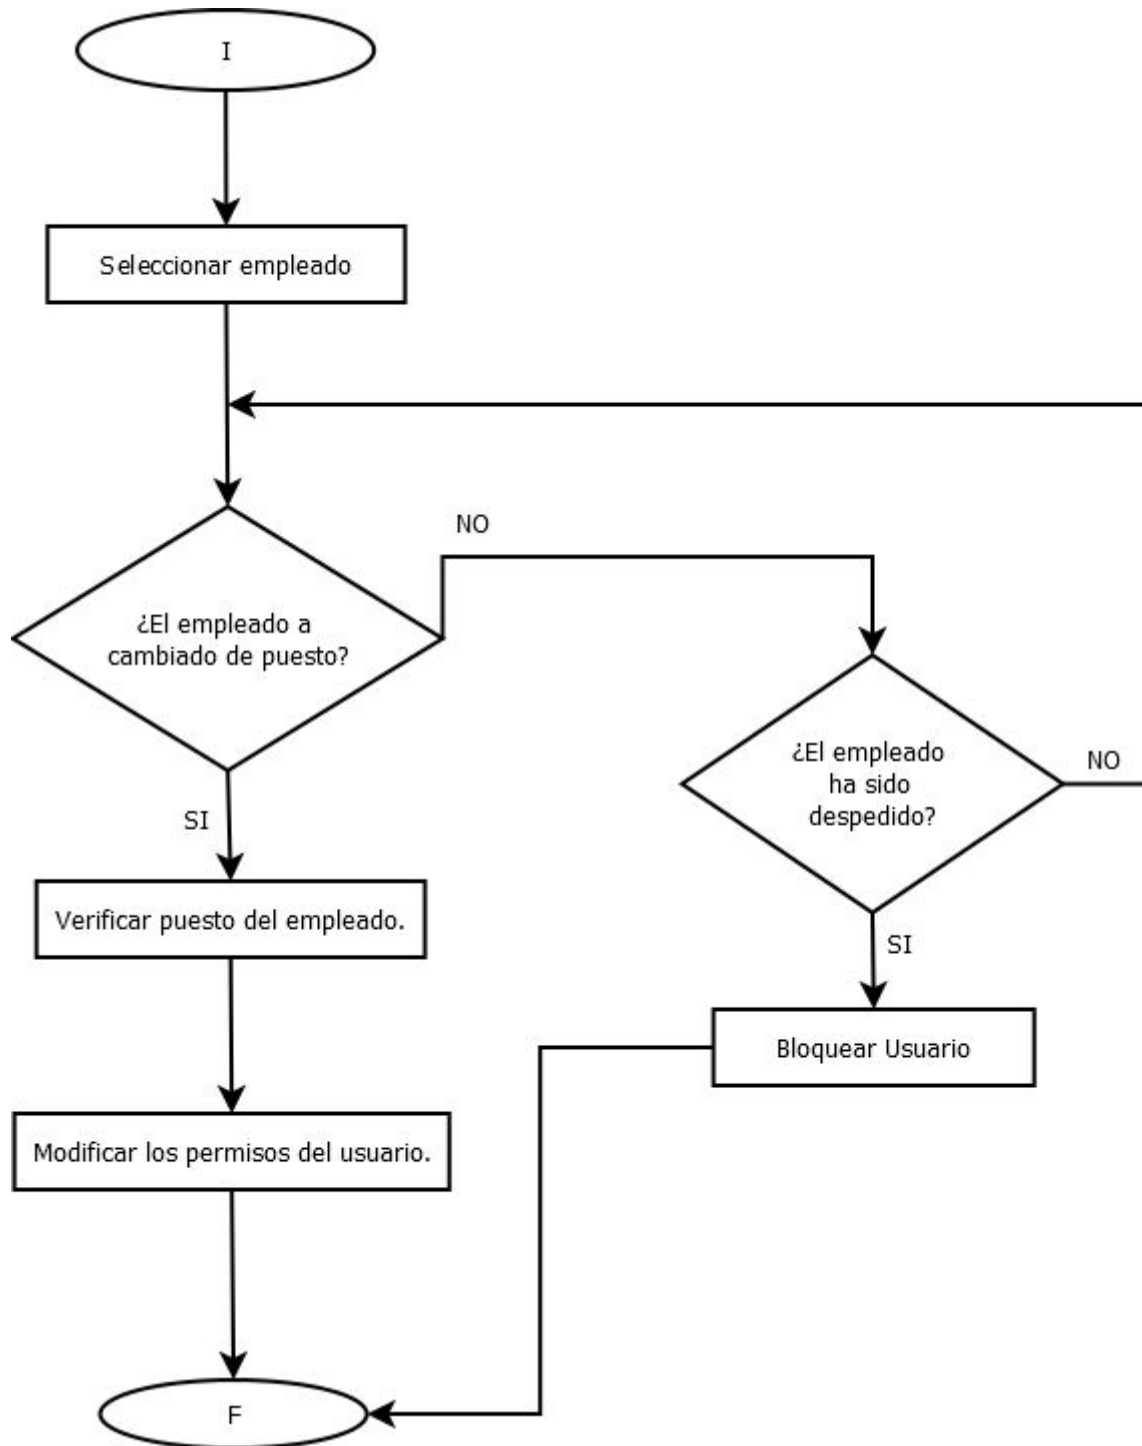 I
Seleccionar empleado
NO
¿El empleado a
cambiado de puesto?
¿El empleado
ha sido
despedido?
NO
SI
Verificar puesto del empleado.
SI
Bloquear Usuario
Modificar los permisos del usuario.
F